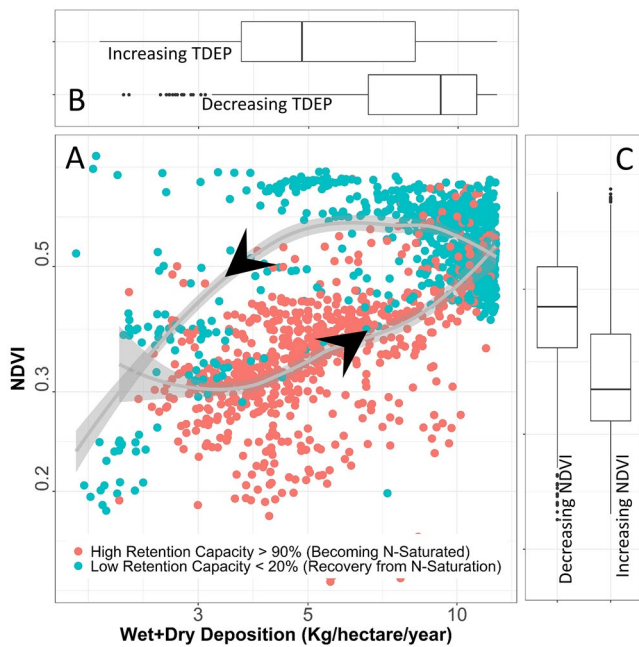 Increasing TDEP
B
Decreasing TDEP
A
C
0.5
NDVI
0.3
0.2
Decreasing NDVI
Increasing NDVI
High Retention Capacity > 90% (Becoming N-Saturated)
Low Retention Capacity < 20% (Recovery from N-Saturation)
3
5
10
Wet+Dry Deposition (Kg/hectare/year)